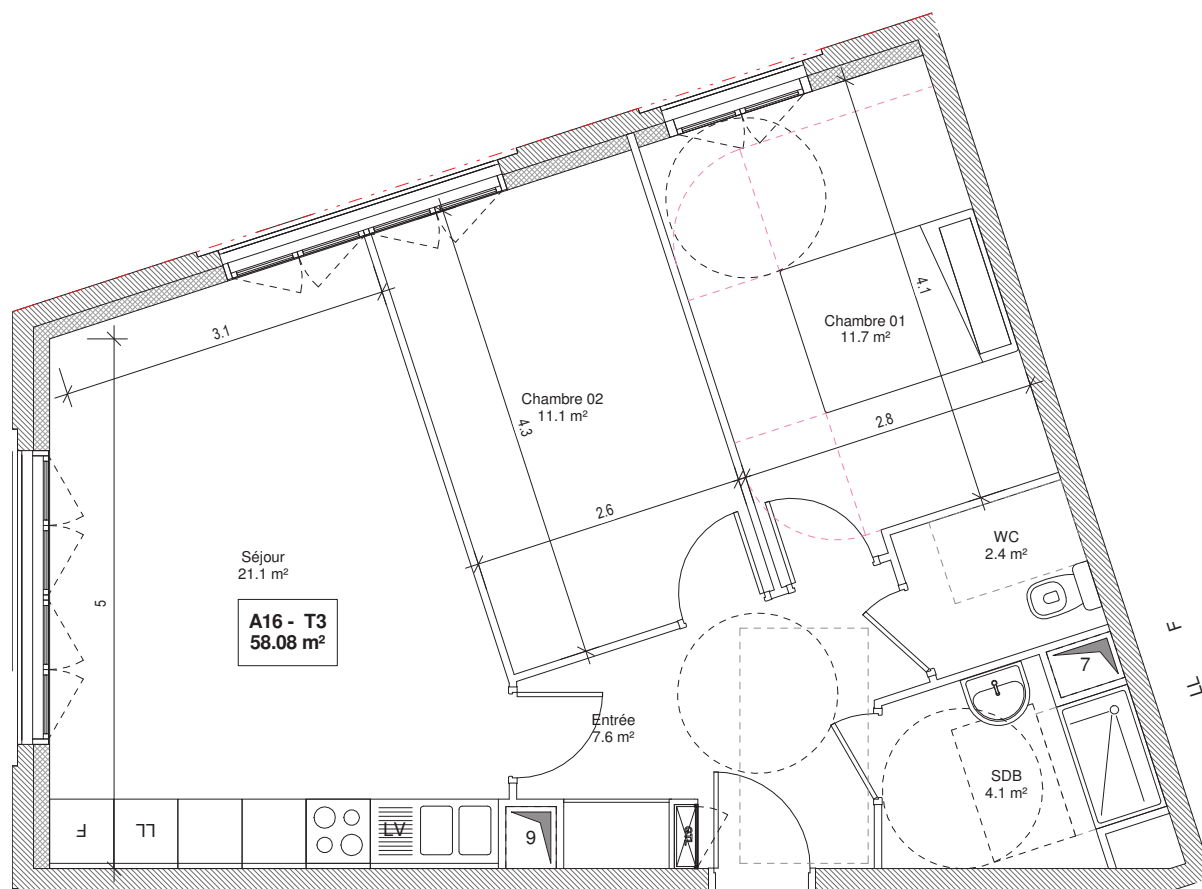 3.1
4.1
Chambre 01
11.7 m²
Chambre 02
11.1 m²
4.3
2.8
2.6
WC
2.4 m²
Séjour
21.1 m²
5
A16 - T3
58.08 m²
F
LL
7
Entrée
7.6 m²
SDB
4.1 m²
F
LL
LV
9